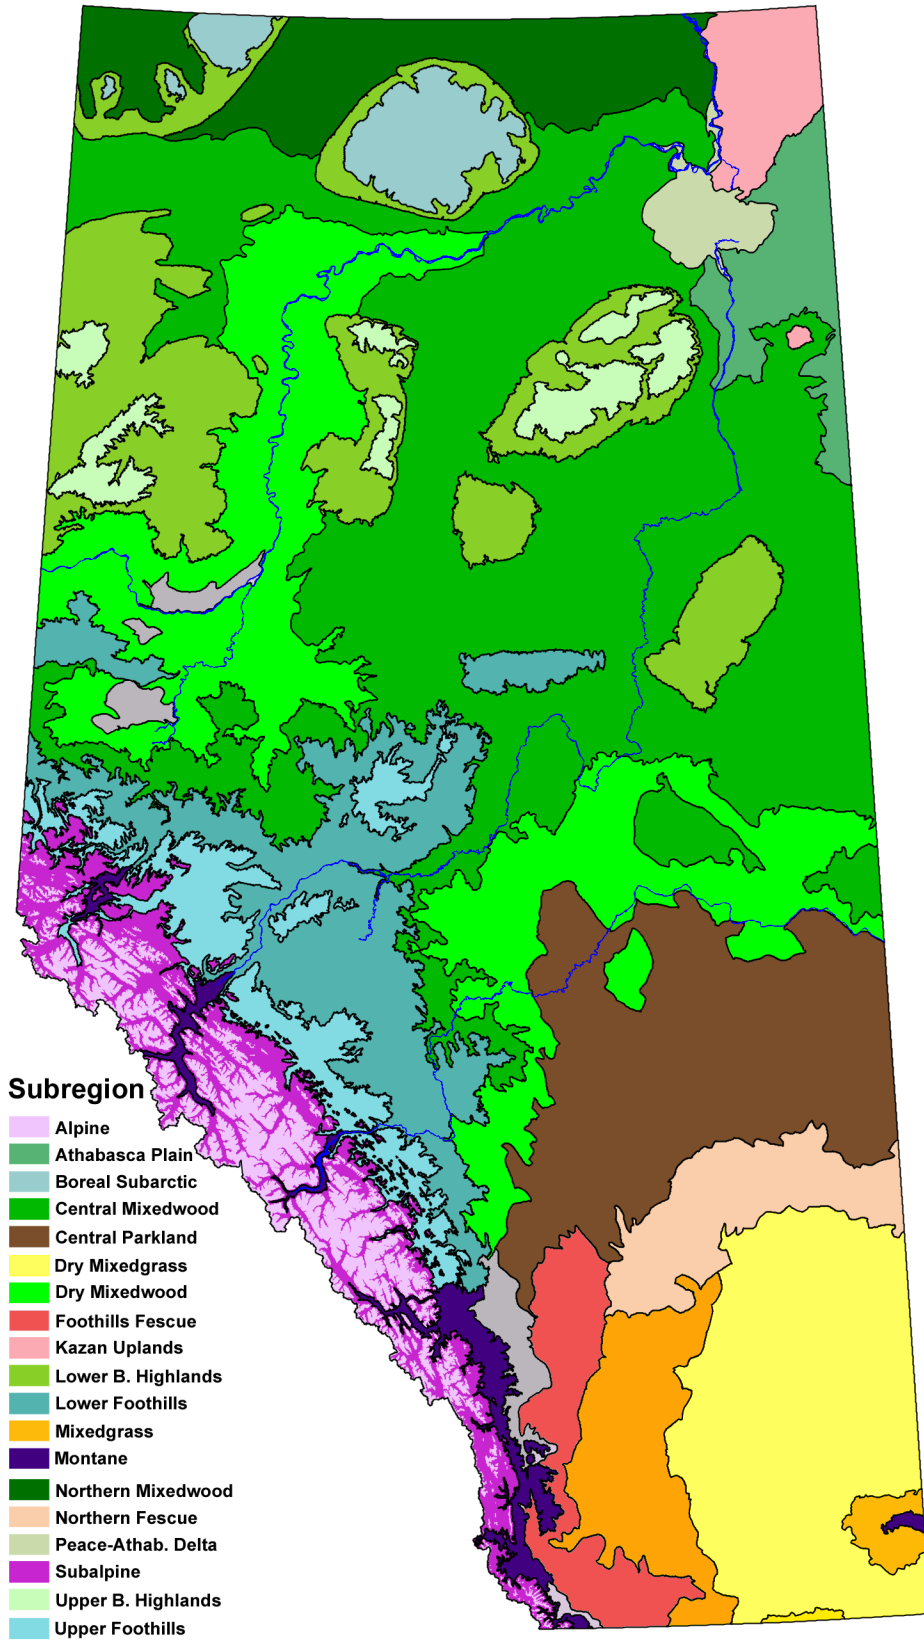 Subregion
Alpine
Athabasca Plain
Boreal Subarctic
Central Mixedwood
Central Parkland
Dry Mixedgrass
Dry Mixedwood
Foothills Fescue
Kazan Uplands
Lower B. Highlands
Lower Foothills
Mixedgrass
Montane
Northern Mixedwood
Northern Fescue
Peace-Athab. Delta
Subalpine
Upper B. Highlands
Upper Foothills